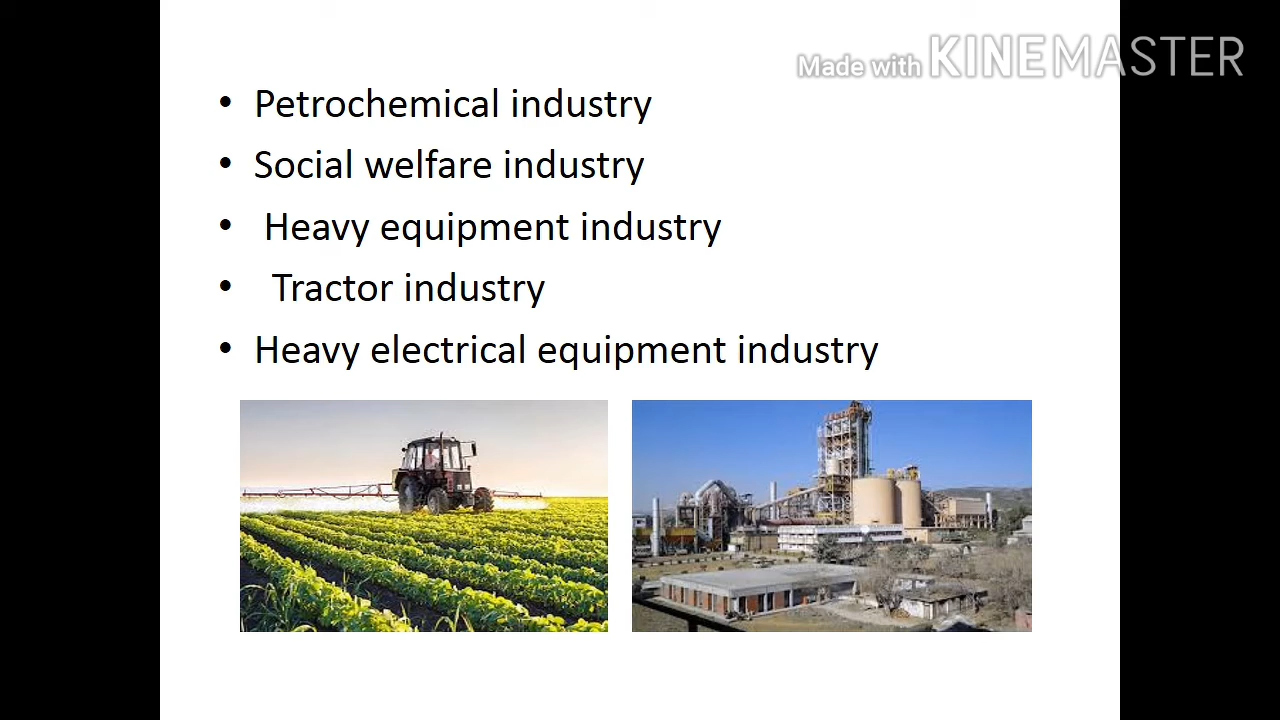 Made with KINEMASTER
• Petrochemical industry
• Social welfare industry
• Heavy equipment industry
• Tractor industry
• Heavy electrical equipment industry